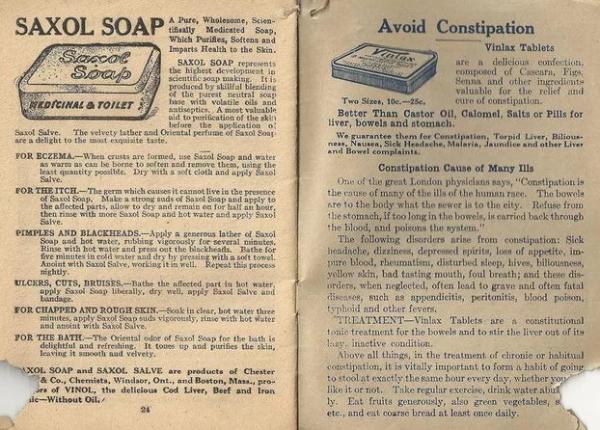 SAXOL SOAP
Saxol
Soap
MEDICINAL & TOILET
A Pure, Wholesome, Scien-
tifically Medicated Soap,
Which Purifies, Softens and
Imparts Health to the Skin.
SAXOL SOAP represents
the highest development in
scientific soap making. It is
produced by skillful blending
of the purest neutral soap
base with volatile oils and
antiseptics. A most valuable
aid to purification of the skin
before the application of
Saxol Salve. The velvety lather and Oriental perfume of Saxol Soap
are a delight to the most exquisite taste.
FOR ECZEMA.—When crusts are formed, use Saxol Soap and water
as warm as can be borne to soften and remove them, using the
least quantity possible. Dry with a soft cloth and apply Saxol
Salve.
FOR THE ITCH.—The germ which causes it cannot live in the presence
of Saxol Soap. Make a strong suds of Saxol Soap and apply to
the affected parts, allow to dry and remain on for half an hour,
then rinse with more Saxol Soap and hot water and apply Saxol
Salve.
PIMPLES AND BLACKHEADS.—Apply a generous lather of Saxol
Soap and hot water, rubbing vigorously for several minutes.
Rinse with hot water and press out the blackheads. Bathe for
five minutes in cold water and dry by pressing with a soft towel.
Anoint with Saxol Salve, working it well. Repeat this process
nightly.
ULCERS, CUTS, BRUISES.—Bathe the affected part in hot water,
apply Saxol Soap liberally, dry well, apply Saxol Salve and
bandage.
FOR CHAPPED AND ROUGH SKIN.—Soak in clear, hot water three
minutes, apply Saxol Soap suds vigorously, rinse with hot water
and anoint with Saxol Salve.
FOR THE BATH.—The Oriental odor of Saxol Soap for the bath is
delightful and refreshing. It tones up and purifies the skin,
leaving it smooth and velvety.
AXOL SOAP and SAXOL SALVE are products of Chester
& Co., Chemists, Windsor, Ont., and Boston, Mass., pro-
rs of VINOL, the delicious Cod Liver, Beef and Iron
ic—Without Oil.
24
Avoid Constipation
Vinlax
Two Sizes, 10c.—25c.
Vinlax Tablets
are a delicious confection,
composed of Cascara, Figs,
Senna and other ingredients
valuable for the relief and
cure of constipation.
Better Than Castor Oil, Calomel, Salts or Pills for
liver, bowels and stomach.
We guarantee them for Constipation, Torpid Liver, Bilious-
ness, Nausea, Sick Headache, Malaria, Jaundice and other Liver
and Bowel complaints.
Constipation Cause of Many Ills
One of the great London physicians says, "Constipation is
the cause of many of the ills of the human race. The bowels
are to the body what the sewer is to the city. Refuse from
the stomach, if too long in the bowels, is carried back through
the blood, and poisons the system."
The following disorders arise from constipation: Sick
headache, dizziness, depressed spirits, loss of appetite, im-
pure blood, rheumatism, disturbed sleep, hives, biliousness,
yellow skin, bad tasting mouth, foul breath; and these dis-
orders, when neglected, often lead to grave and often fatal
diseases, such as appendicitis, peritonitis, blood poison,
typhoid and other fevers.
TREATMENT—Vinlax Tablets are a constitutional
tonic treatment for the bowels and to stir the liver out of its
lazy, inactive condition.
Above all things, in the treatment of chronic or habitual
constipation, it is vitally important to form a habit of going
to stool at exactly the same hour every day, whether you
like it or not. Take regular exercise, drink water
ly. Eat fruits generously, also green vegetables,
etc., and eat coarse bread at least once daily.